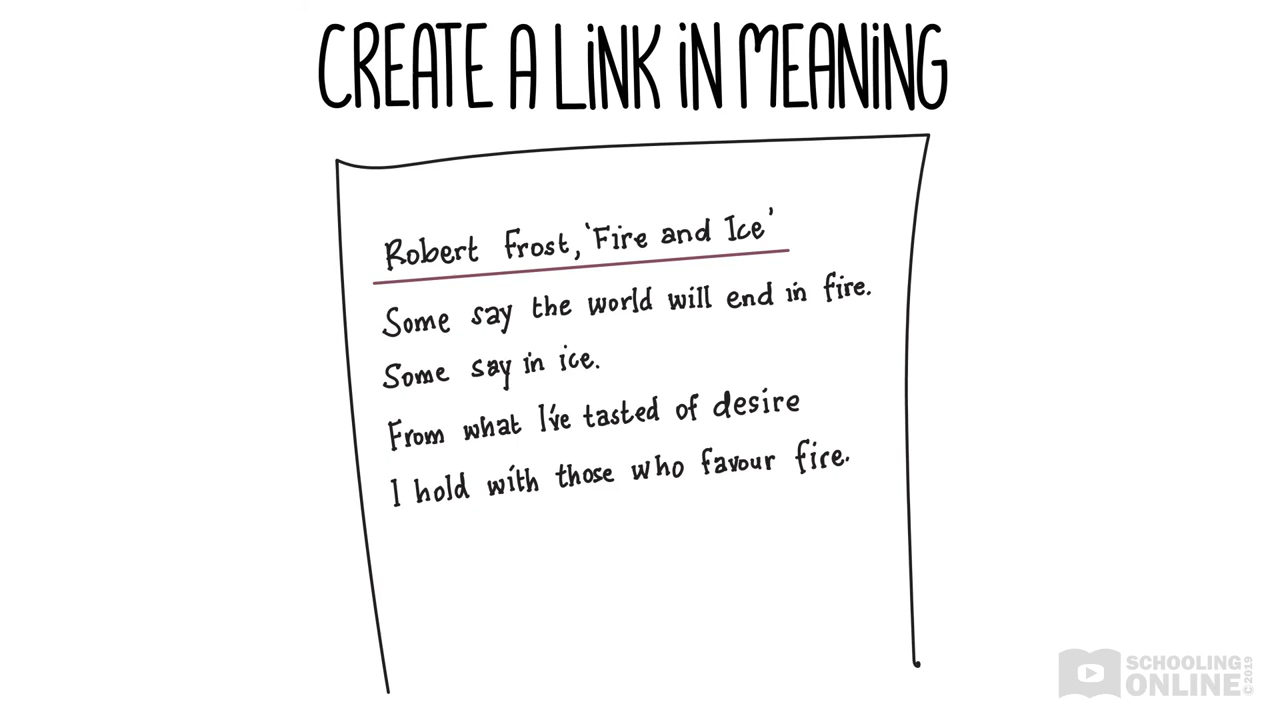 CREATE A LiNK iN MEANiNG
Robert Frost, 'Fire and Ice'
Some say the world will end in fire.
Some say in ice.
From what I've tasted of desire
I hold with those who favour fire.
SCHOOLING
ONLINE
© 2019